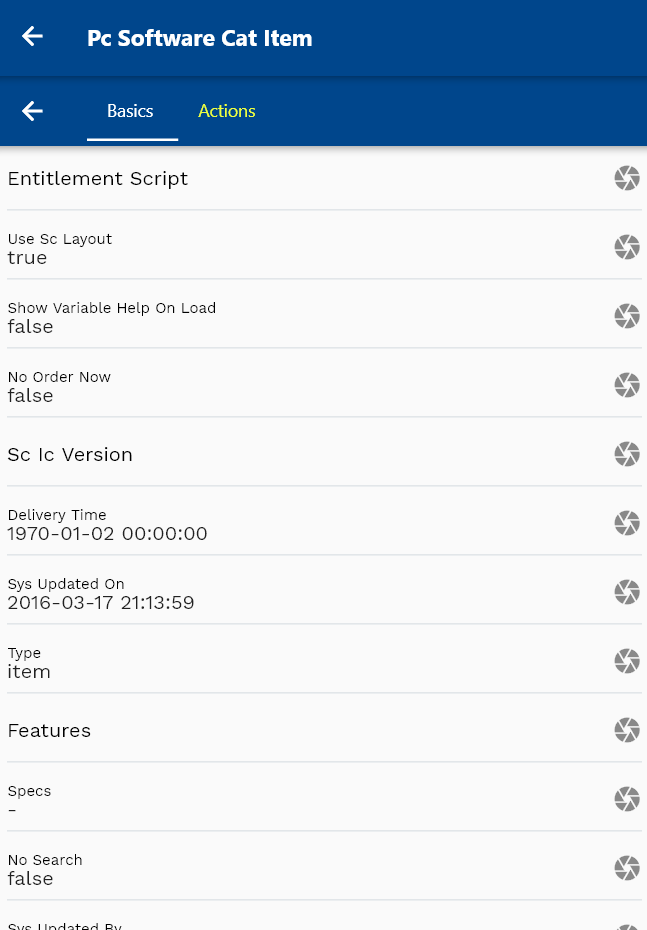 Pc Software Cat Item
Basics Actions
Entitlement Script
Use Sc Layout
true
Show Variable Help On Load
false
No Order Now
false
Sc Ic Version
Delivery Time
1970-01-02 00:00:00
Sys Updated On
2016-03-17 21:13:59
Type
item
Features
Specs
-
No Search
false
Sys Updated By